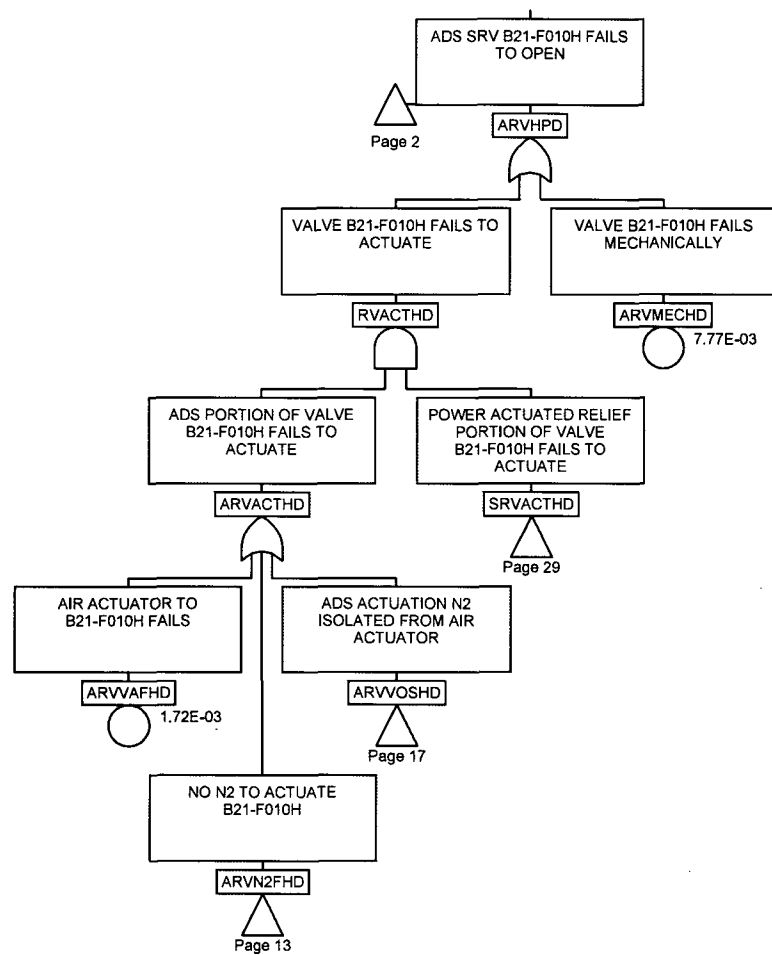 ADS SRV B21-F010H FAILS
TO OPEN
Page 2
ARVHPD
VALVE B21-F010H FAILS TO
ACTUATE
VALVE B21-F010H FAILS
MECHANICALLY
RVACTHD
ARVMECHD
7.77E-03
ADS PORTION OF VALVE
B21-F010H FAILS TO
ACTUATE
POWER ACTUATED RELIEF
PORTION OF VALVE
B21-F010H FAILS TO
ACTUATE
ARVACTHD
SRVACTHD
Page 29
AIR ACTUATOR TO
B21-F010H FAILS
ADS ACTUATION N2
ISOLATED FROM AIR
ACTUATOR
ARVVAFHD
1.72E-03
ARVVOSHD
Page 17
NO N2 TO ACTUATE
B21-F010H
ARVN2FHD
Page 13